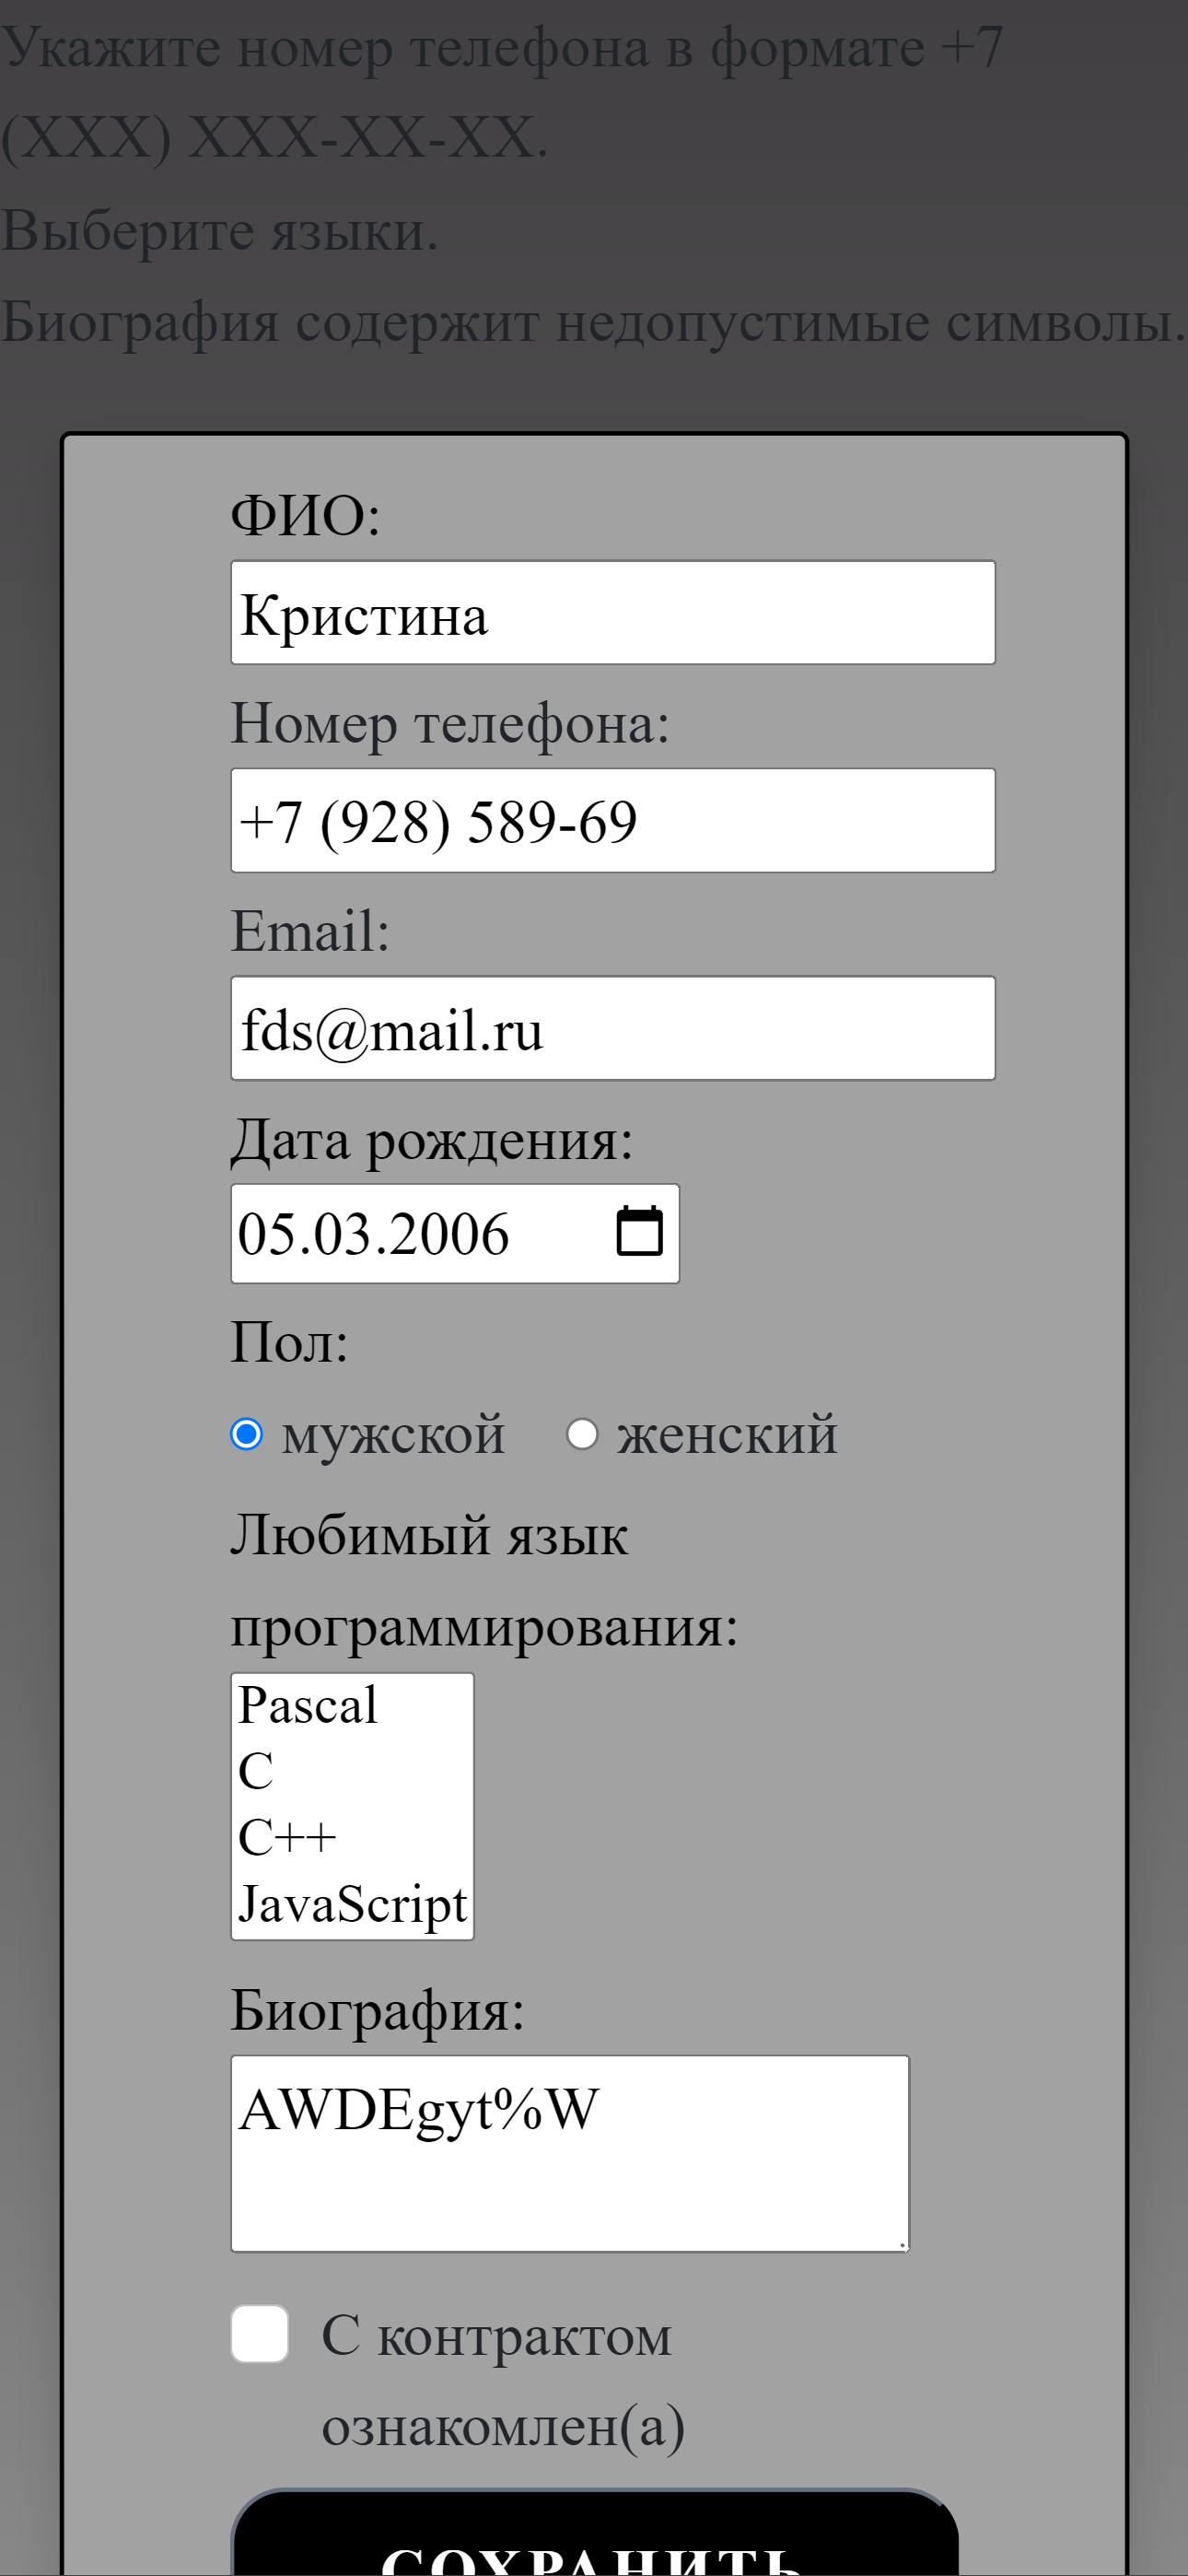 Укажите номер телефона в формате +7
(XXX) XXX-XX-XX.
Выберите языки.
Биография содержит недопустимые символы.
ФИО:
Кристина
Номер телефона:
+7 (928) 589-69
Email:
fds@mail.ru
Дата рождения:
05.03.2006
Пол:
мужской женский
Любимый язык
программирования:
Pascal
C
C++
JavaScript
Биография:
AWDEgyt%W
С контрактом
ознакомлен(а)
СОХРАНИТЬ